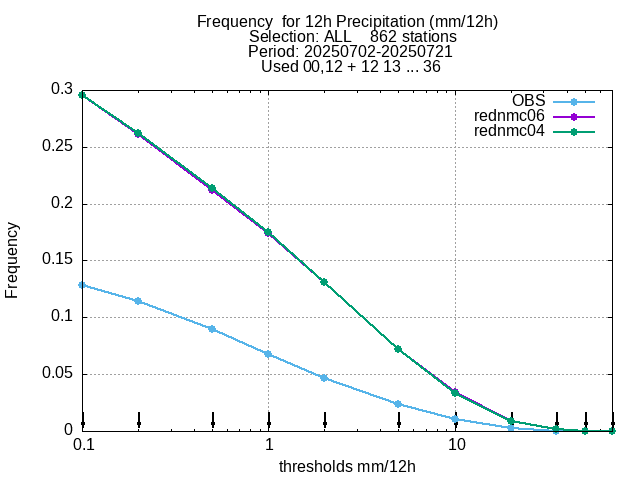 Frequency  for 12h Precipitation (mm/12h)
Selection: ALL    862 stations
Period: 20250702-20250721
Used 00,12 + 12 13 ... 36
OBS
rednmc06
rednmc04
0.3
0.25
0.2
0.15
0.1
0.05
0
Frequency
0.1 1 10
thresholds mm/12h